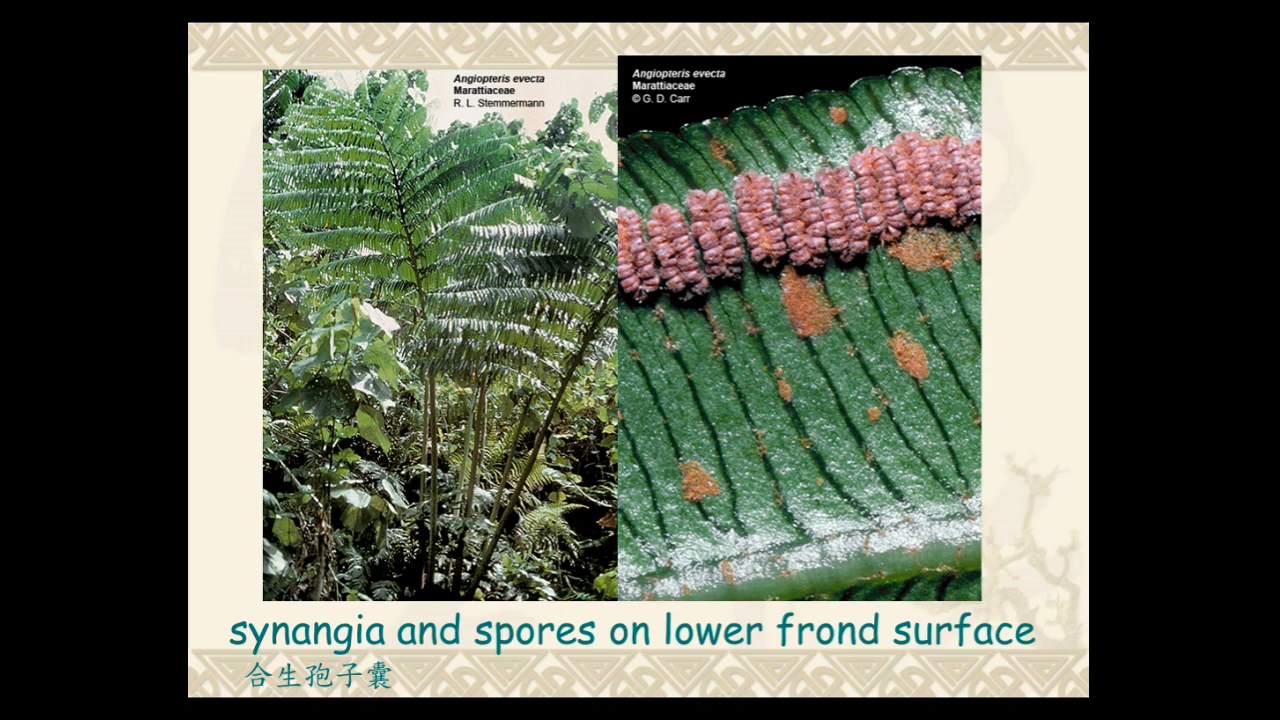 Angiopteris evecta
Marattiaceae
R. L. Stemmermann
Angiopteris evecta
Marattiaceae
© G. D. Carr
synangia and spores on lower frond surface
合生孢子囊